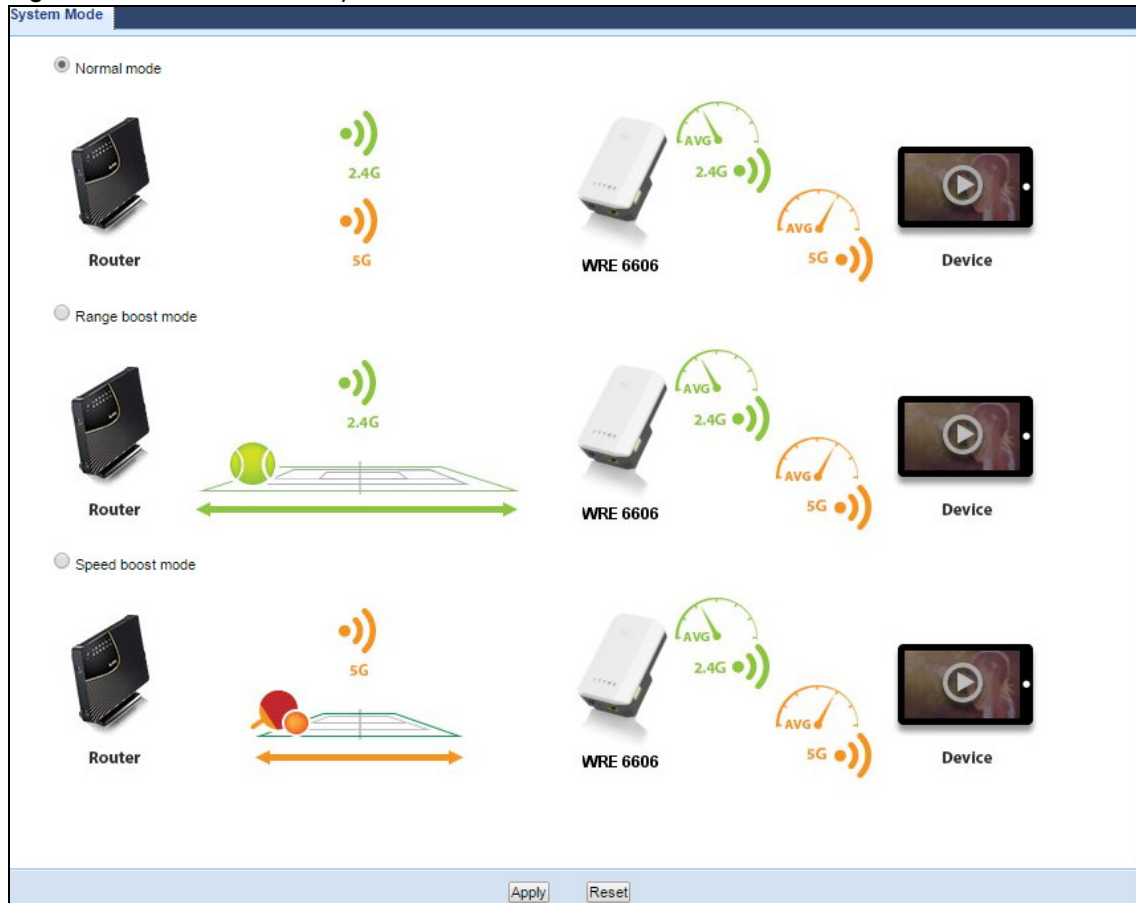 System Mode
Normal mode
2.4G
5G
AVG
2.4G
AVG
5G
Router
WRE 6606
Device
Range boost mode
2.4G
AVG
2.4G
AVG
5G
Router
WRE 6606
Device
Speed boost mode
5G
AVG
2.4G
AVG
5G
Router
WRE 6606
Device
Apply
Reset